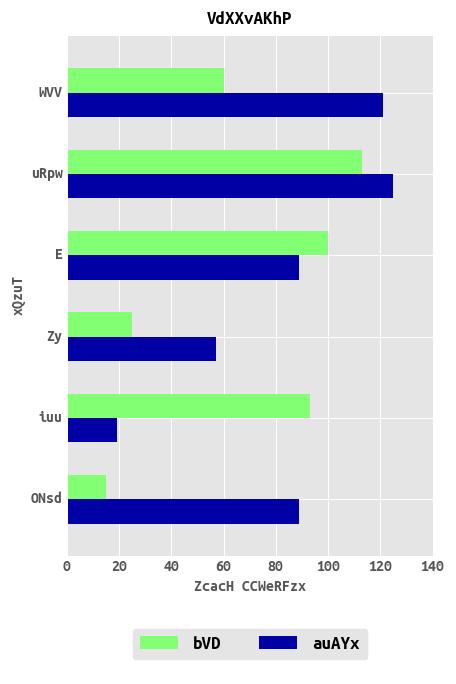 VdXXvAKhP
WVV
uRpw
E
Zy
iuu
ONsd
xQzuT
0 20 40 60 80 100 120 140
ZcacH CCWeRFzx
bVD auAYx